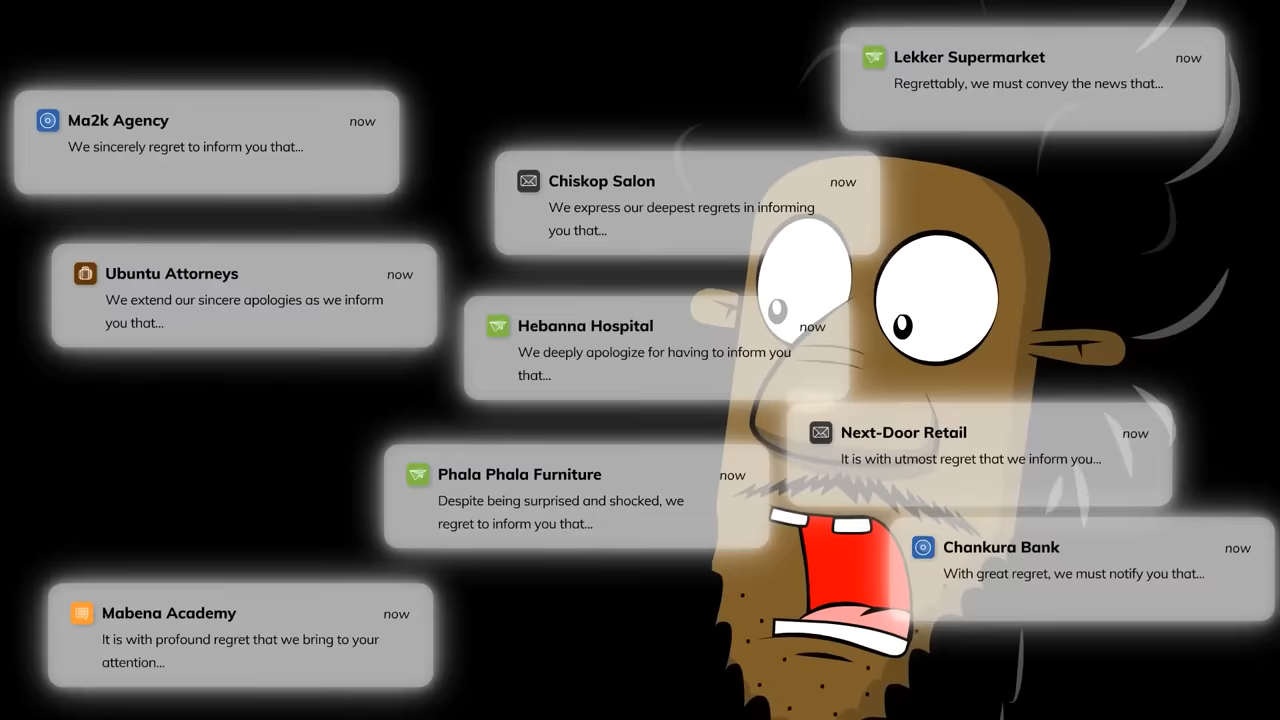 Lekker Supermarket
now
Regrettably, we must convey the news that...
Ma2k Agency
now
We sincerely regret to inform you that...
Chiskop Salon
now
We express our deepest regrets in informing
you that...
Ubuntu Attorneys
now
We extend our sincere apologies as we inform
you that...
Hebanna Hospital
now
We deeply apologize for having to inform you
that...
Next-Door Retail
now
It is with utmost regret that we inform you...
Phala Phala Furniture
now
Despite being surprised and shocked, we
regret to inform you that...
Chankura Bank
now
With great regret, we must notify you that...
Mabena Academy
now
It is with profound regret that we bring to your
attention...